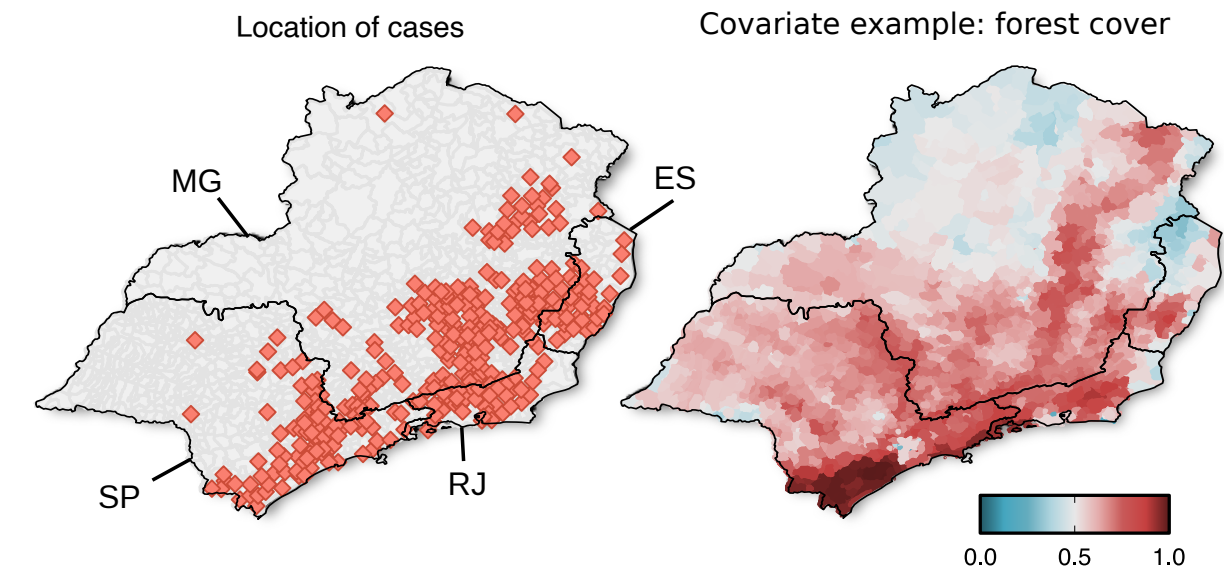 Location of cases
Covariate example: forest cover
MG
ES
SP
RJ
0.0 0.5 1.0